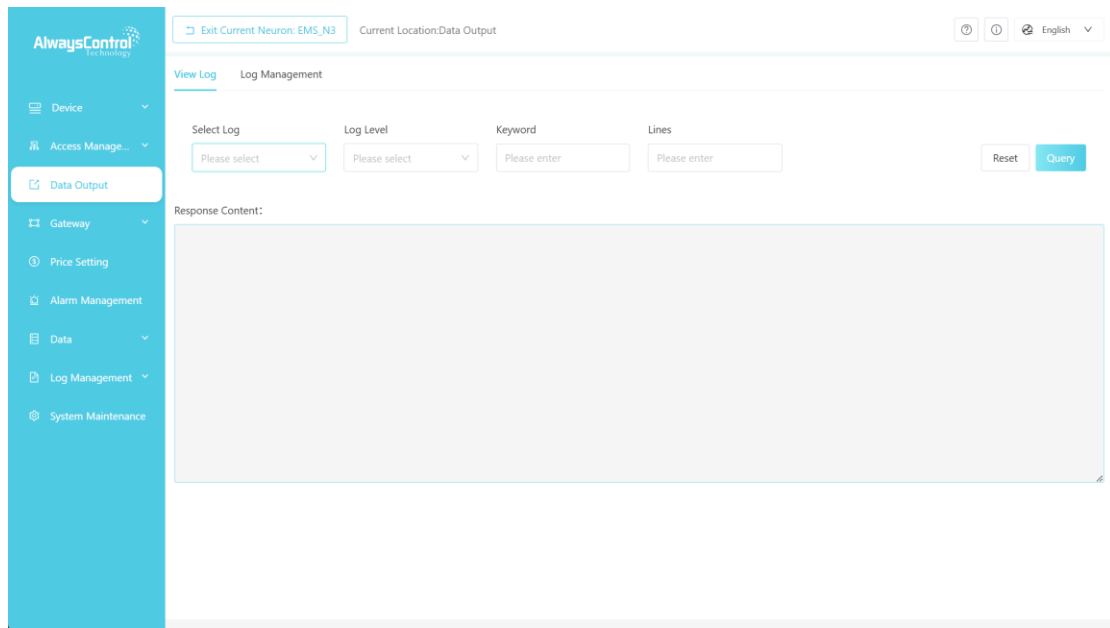 AlwaysControl
Technology
Exit Current Neuron: EMS_N3
Current Location:Data Output
English
View Log
Log Management
Device
Access Manage...
Data Output
Gateway
Price Setting
Alarm Management
Data
Log Management
System Maintenance
Select Log
Log Level
Keyword
Lines
Please select
Please select
Please enter
Please enter
Reset
Query
Response Content: